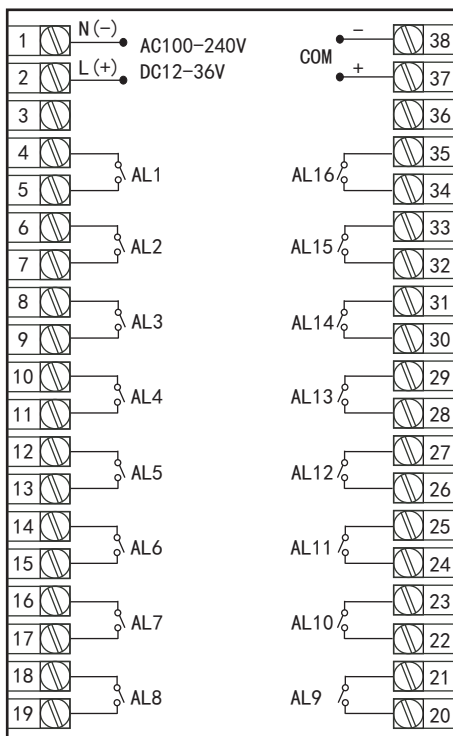 1 N(-) AC100-240V COM - 38
2 L(+) DC12-36V + 37
3 36
4 35
AL1 AL16
5 34
6 33
AL2 AL15
7 32
8 31
AL3 AL14
9 30
10 29
AL4 AL13
11 28
12 27
AL5 AL12
13 26
14 25
AL6 AL11
15 24
16 23
AL7 AL10
17 22
18 21
AL8 AL9
19 20